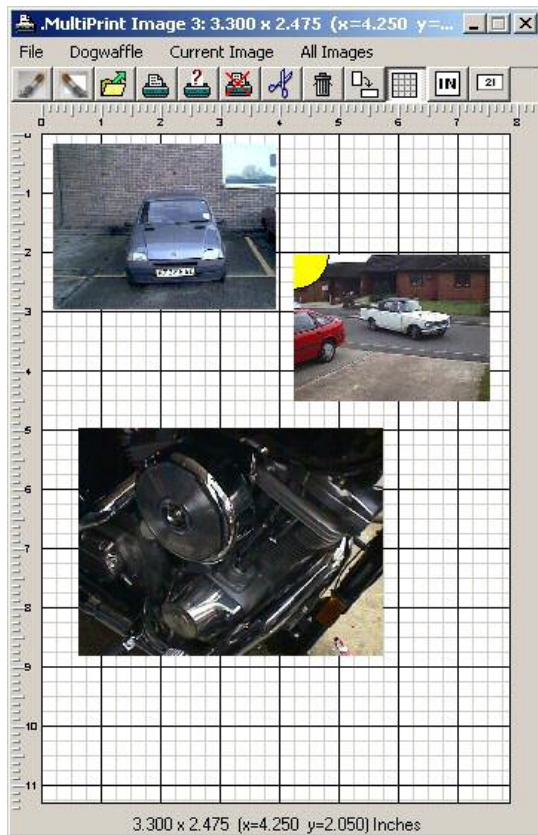 .MultiPrint Image 3: 3.300 x 2.475 (x=4.250 y=...
File Dogwaffle Current Image All Images
IN 21
0 1 2 3 4 5 6 7 8
0
1
2
3
4
5
6
7
8
9
10
11
3.300 x 2.475 (x=4.250 y=2.050) Inches